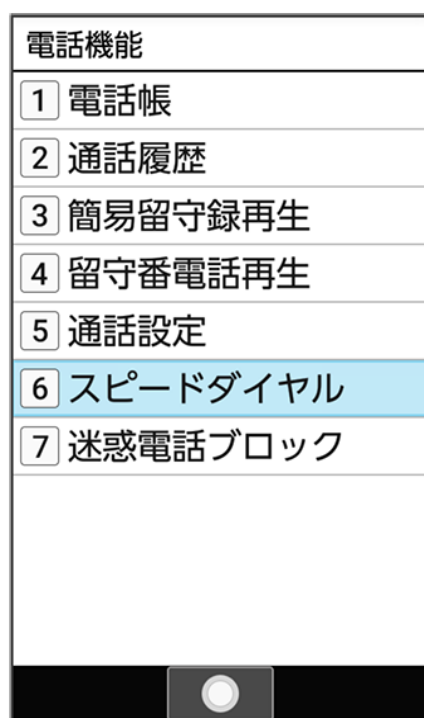 電話機能
1 電話帳
2 通話履歴
3 簡易留守録再生
4 留守番電話再生
5 通話設定
6 スピードダイヤル
7 迷惑電話ブロック